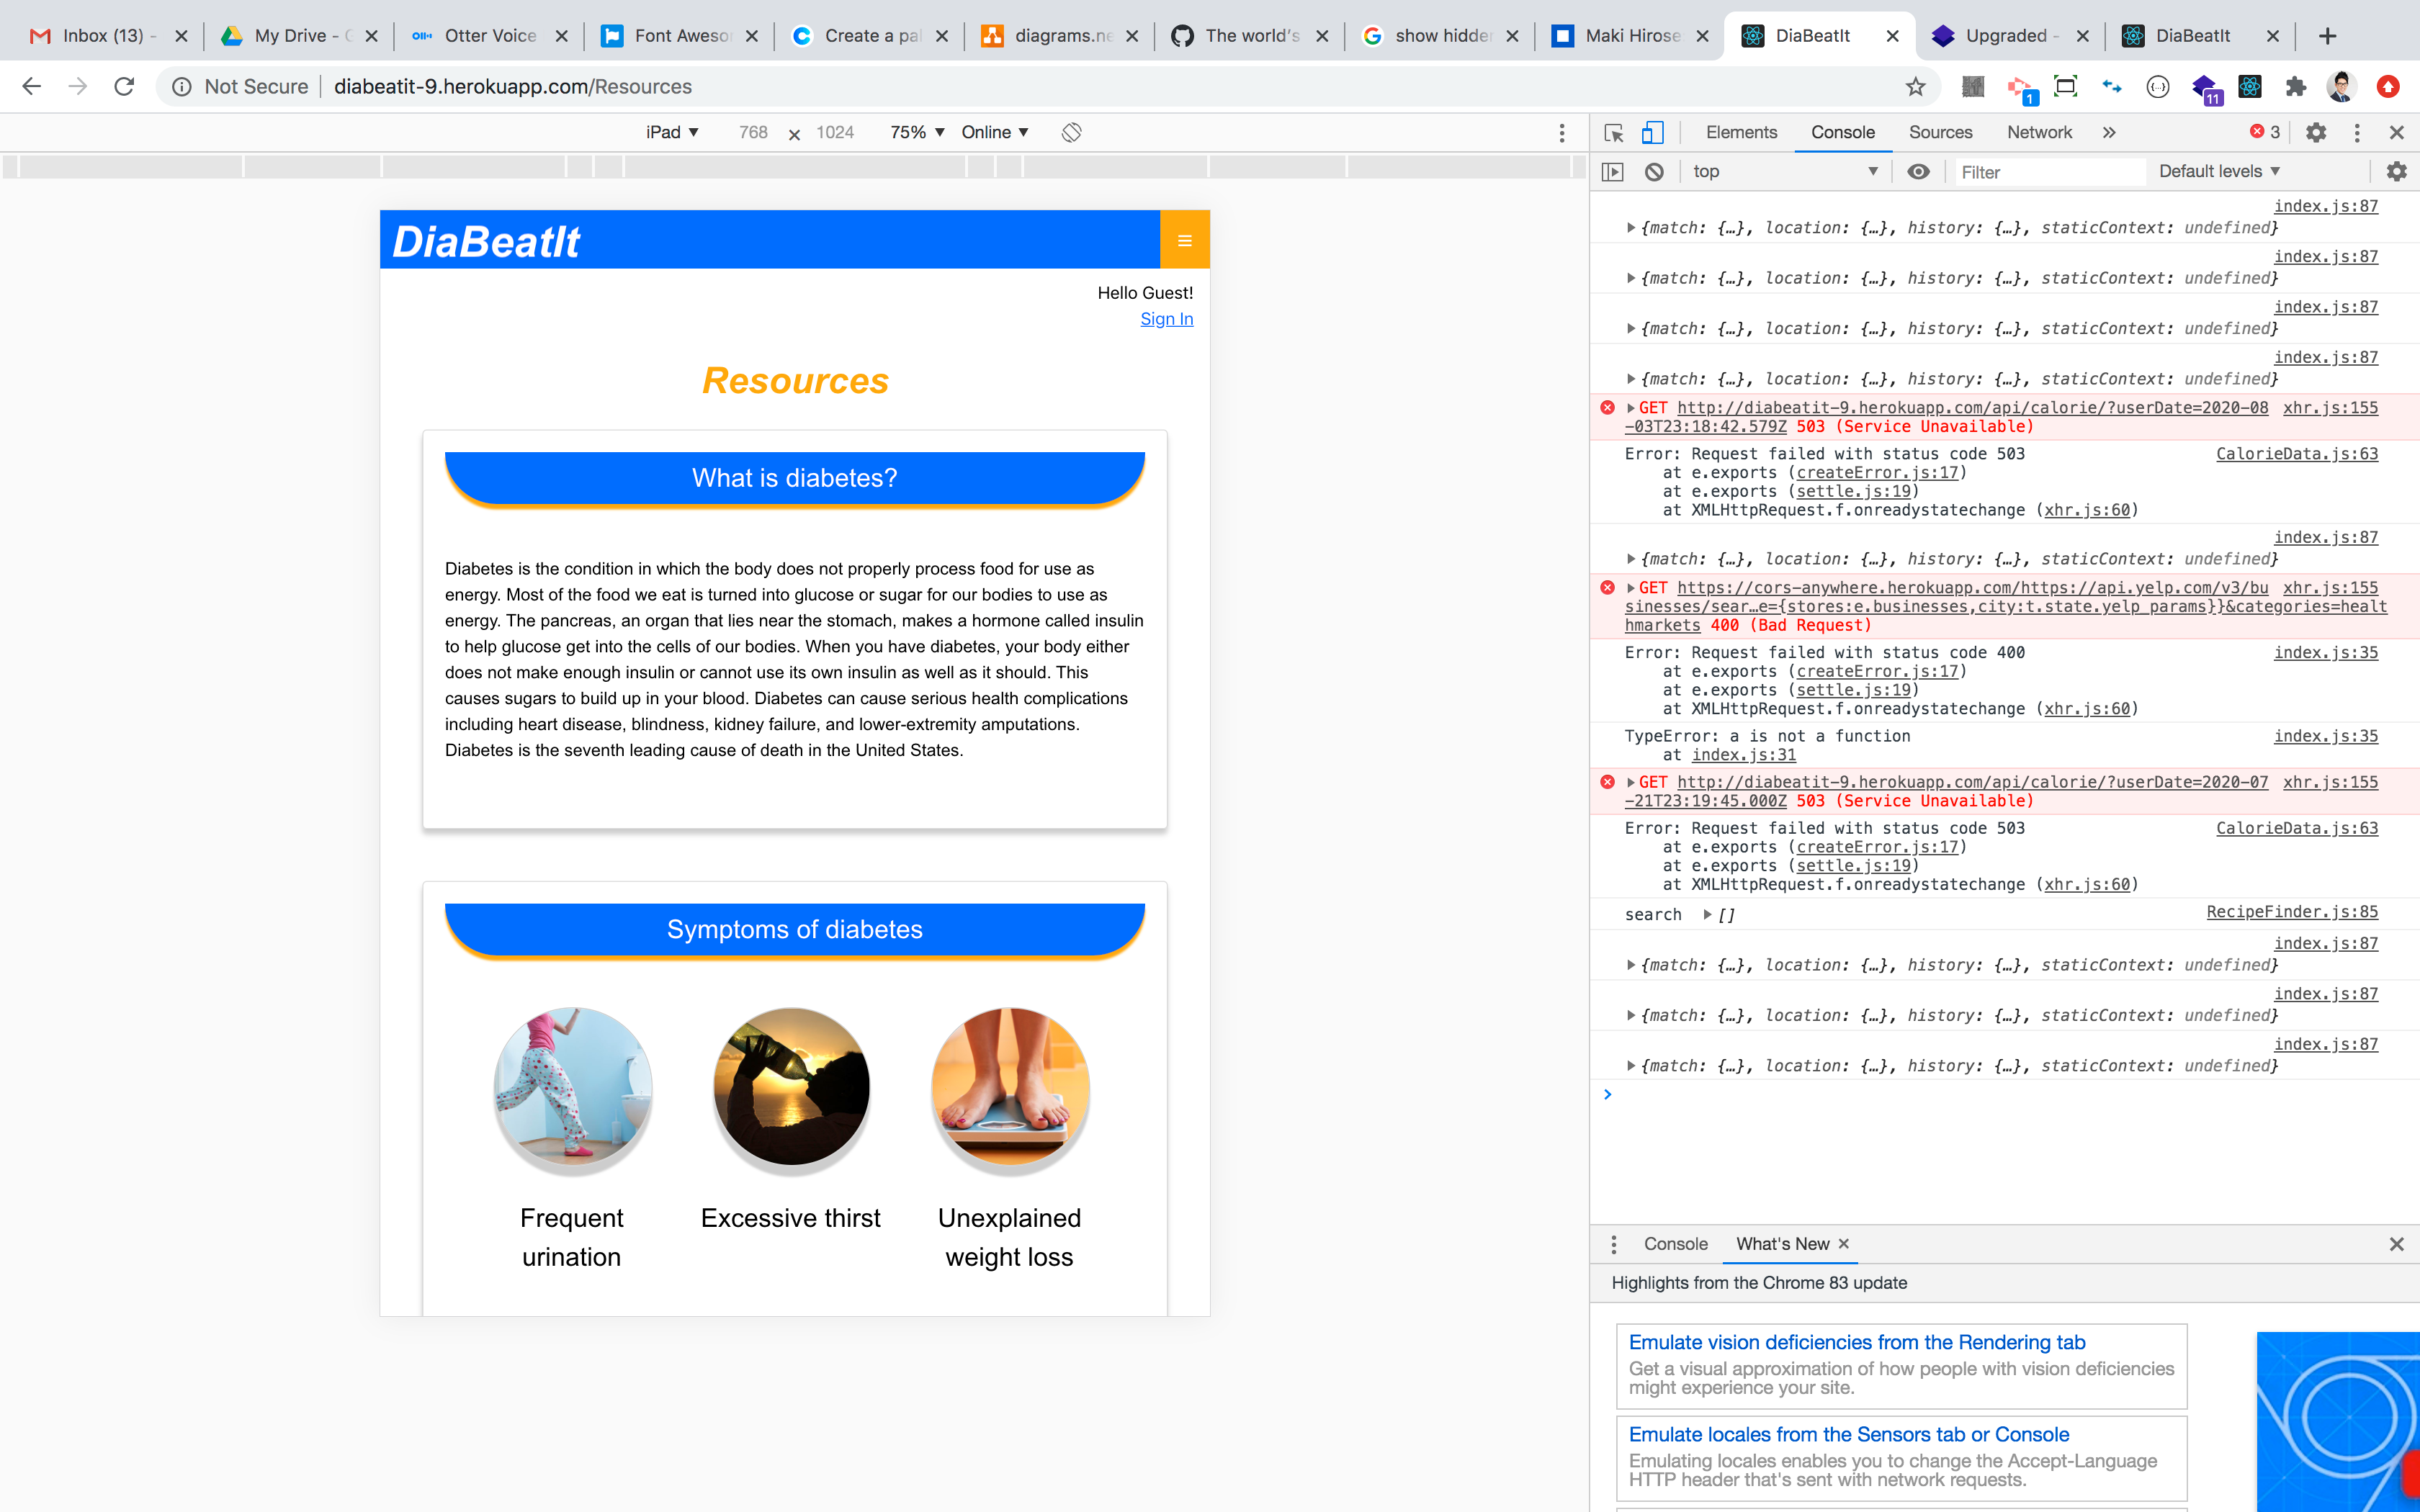 Inbox (13) -
My Drive - G
Otter Voice
Font Aweso
Create a pal
diagrams.ne
The world's
show hidde
Maki Hirose
DiaBeatIt
Upgraded -
DiaBeatIt
Not Secure
diabeatit-9.herokuapp.com/Resources
1
11
iPad
768 x 1024
75%
Online
DiaBeatIt
Hello Guest!
Sign In
Resources
What is diabetes?
Diabetes is the condition in which the body does not properly process food for use as
energy. Most of the food we eat is turned into glucose or sugar for our bodies to use as
energy. The pancreas, an organ that lies near the stomach, makes a hormone called insulin
to help glucose get into the cells of our bodies. When you have diabetes, your body either
does not make enough insulin or cannot use its own insulin as well as it should. This
causes sugars to build up in your blood. Diabetes can cause serious health complications
including heart disease, blindness, kidney failure, and lower-extremity amputations.
Diabetes is the seventh leading cause of death in the United States.
Symptoms of diabetes
Frequent
urination
Excessive thirst
Unexplained
weight loss
Elements
Console
Sources
Network
3
top
Filter
Default levels
index.js:87
{match: {…}, location: {…}, history: {…}, staticContext: undefined}
index.js:87
{match: {…}, location: {…}, history: {…}, staticContext: undefined}
index.js:87
{match: {…}, location: {…}, history: {…}, staticContext: undefined}
index.js:87
{match: {…}, location: {…}, history: {…}, staticContext: undefined}
GET http://diabeatit-9.herokuapp.com/api/calorie/?userDate=2020-08 xhr.js:155
-03T23:18:42.579Z 503 (Service Unavailable)
Error: Request failed with status code 503 CalorieData.js:63
at e.exports (createError.js:17)
at e.exports (settle.js:19)
at XMLHttpRequest.f.onreadystatechange (xhr.js:60)
index.js:87
{match: {…}, location: {…}, history: {…}, staticContext: undefined}
GET https://cors-anywhere.herokuapp.com/https://api.yelp.com/v3/bu xhr.js:155
sinesses/sear…e={stores:e.businesses,city:t.state.yelp_params}}&categories=healt
hmarkets 400 (Bad Request)
Error: Request failed with status code 400 index.js:35
at e.exports (createError.js:17)
at e.exports (settle.js:19)
at XMLHttpRequest.f.onreadystatechange (xhr.js:60)
TypeError: a is not a function index.js:35
at index.js:31
GET http://diabeatit-9.herokuapp.com/api/calorie/?userDate=2020-07 xhr.js:155
-21T23:19:45.000Z 503 (Service Unavailable)
Error: Request failed with status code 503 CalorieData.js:63
at e.exports (createError.js:17)
at e.exports (settle.js:19)
at XMLHttpRequest.f.onreadystatechange (xhr.js:60)
search [] RecipeFinder.js:85
index.js:87
{match: {…}, location: {…}, history: {…}, staticContext: undefined}
index.js:87
{match: {…}, location: {…}, history: {…}, staticContext: undefined}
index.js:87
{match: {…}, location: {…}, history: {…}, staticContext: undefined}
Console
What's New
Highlights from the Chrome 83 update
Emulate vision deficiencies from the Rendering tab
Get a visual approximation of how people with vision deficiencies
might experience your site.
Emulate locales from the Sensors tab or Console
Emulating locales enables you to change the Accept-Language
HTTP header that's sent with network requests.